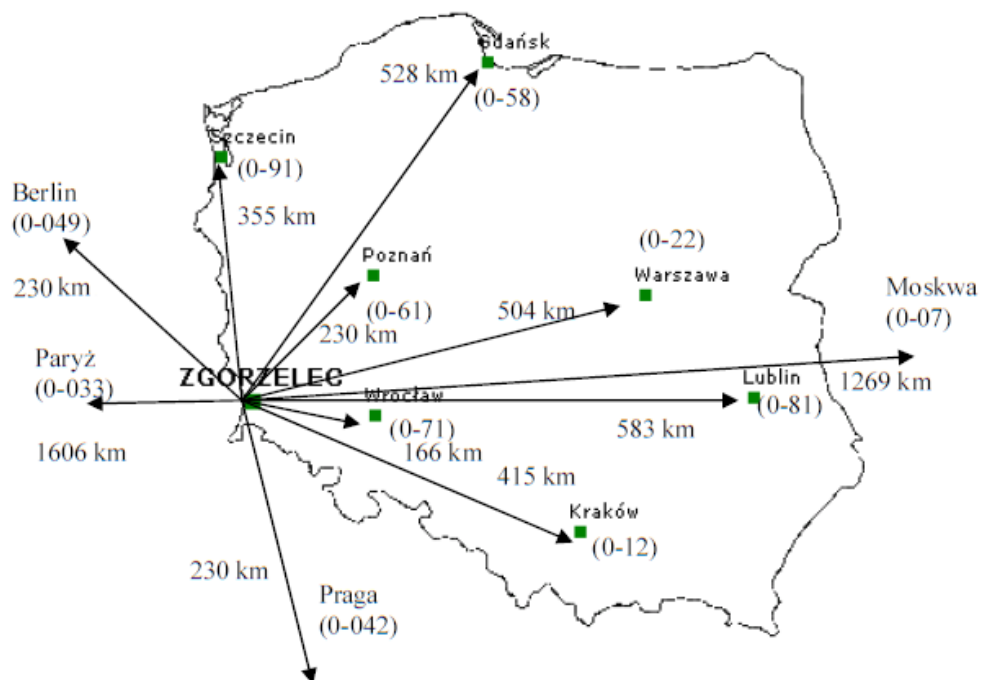 Gdańsk
528 km
(0-58)
Szczecin
(0-91)
Berlin
(0-049)
355 km
(0-22)
Poznań
Warszawa
230 km
Moskwa
(0-07)
(0-61)
504 km
230 km
Paryż
(0-033)
ZGORZELEC
Lublin
1269 km
Wrocław
(0-81)
(0-71)
583 km
1606 km
166 km
415 km
Kraków
(0-12)
230 km
Praga
(0-042)